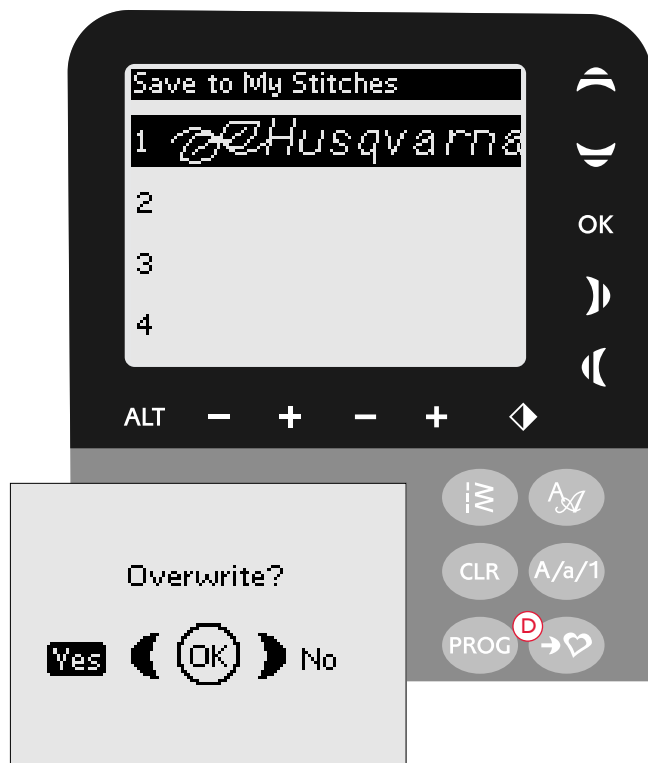 Save to My Stitches
1 Husqvarna
2
OK
3
4
ALT - + - +
A
CLR A/a/1
D
PROG
Overwrite?
Yes OK No